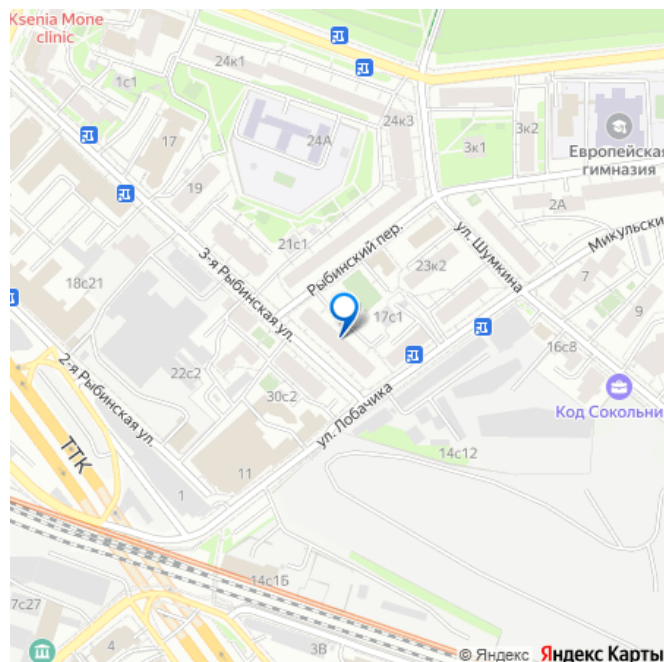 Ksenia Mone
clinic
24к1
1с1
17
24А
24к3
3к1
3к2
Европейская
гимназия
19
2А
21с1
Рыбинский пер.
ул. Шумкина
Микульски
3-я Рыбинская ул.
23к2
7
18с21
17с1
9
22с2
16с8
2-я Рыбинская ул.
30с2
ул. Лобачика
Код Сокольни
ТТК
11
14с12
1
14с1Б
7с27
4
3В
© Яндекс Яндекс Карты